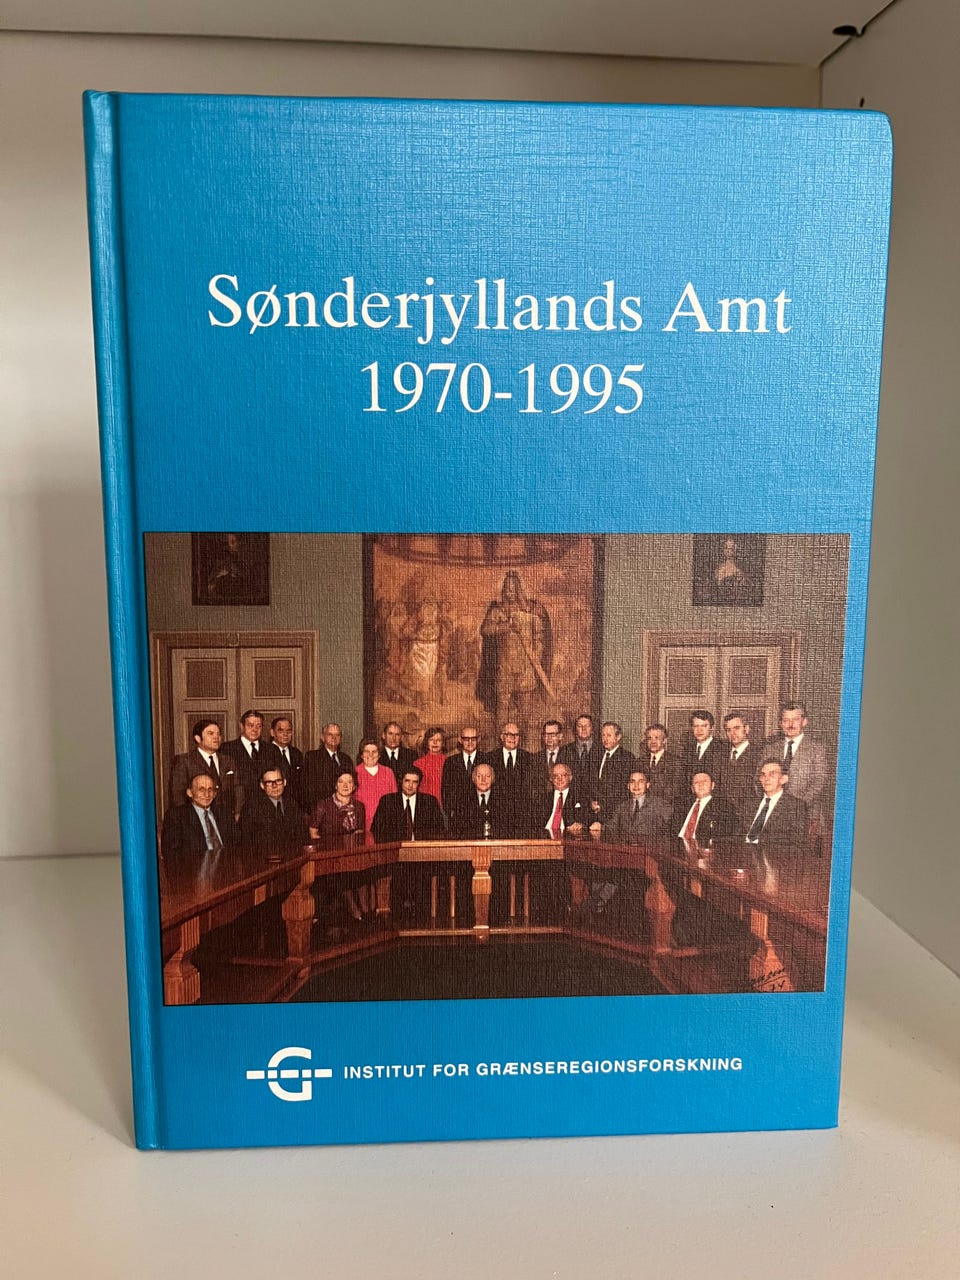 Sønderjyllands Amt
1970-1995
G INSTITUT FOR GRÆNSEREGIONSFORSKNING